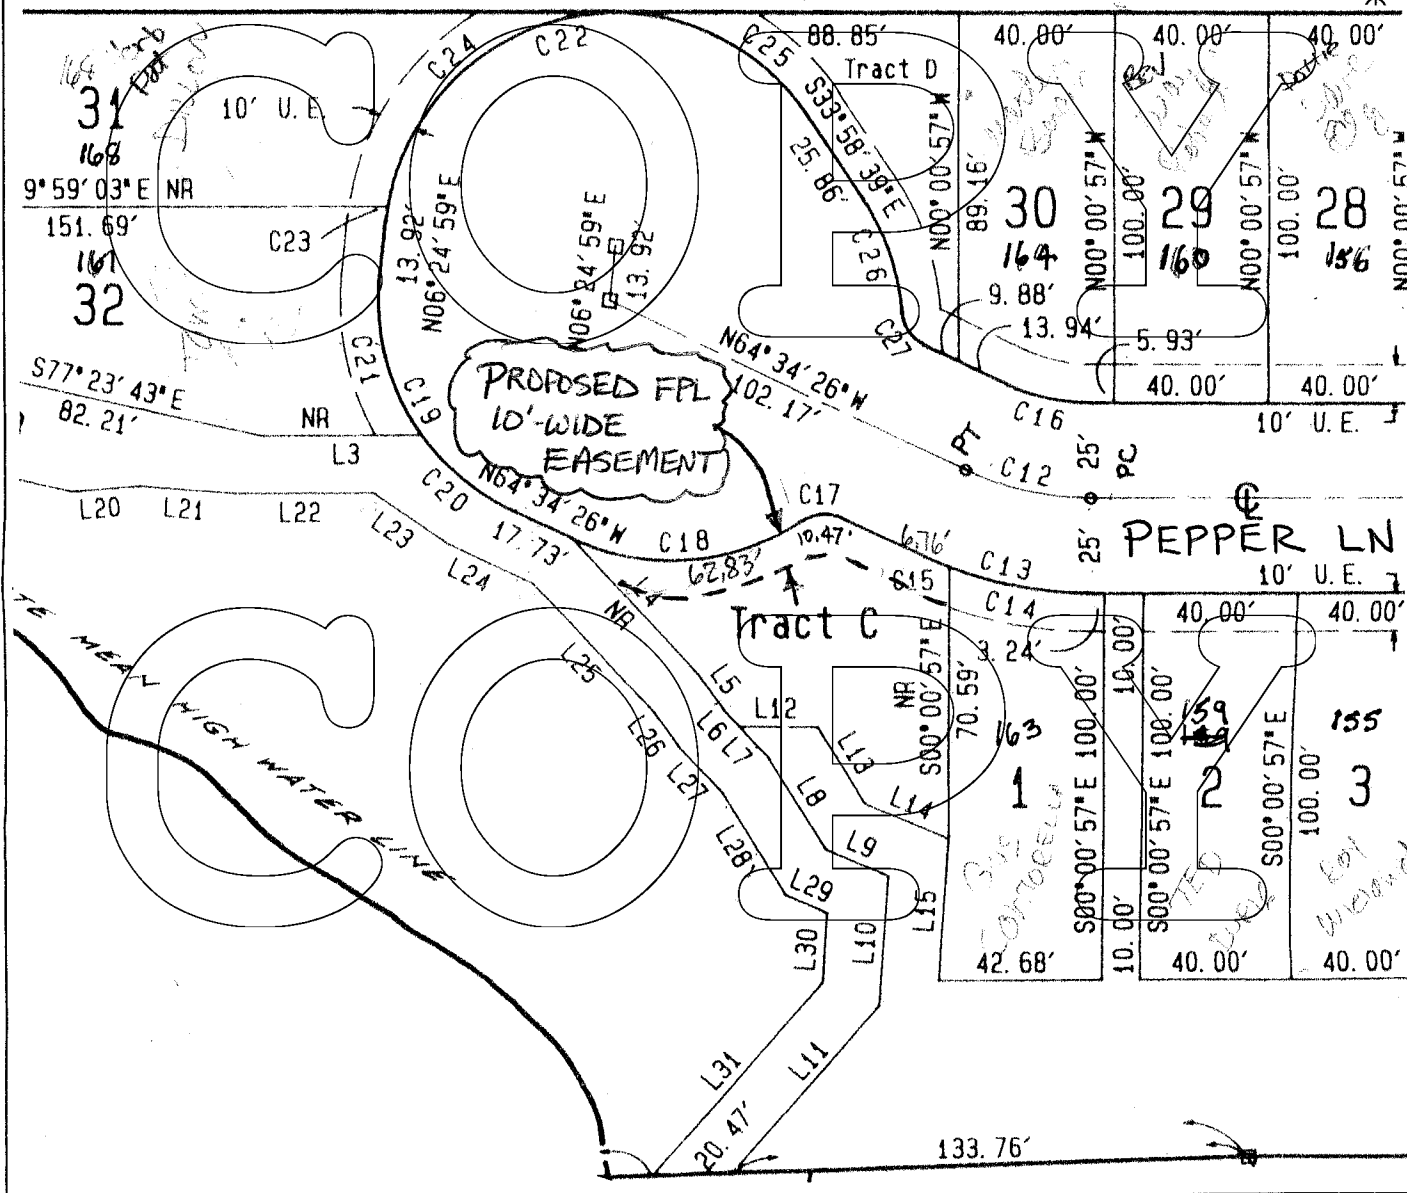 C24
C22
C25
88.85'
40.00'
40.00'
40.00'
Tract D
31
168
10' U.E.
S33°58'39"E
25.86'
N00°00'57"W
89.16'
30
164
N00°00'57"W
100.00'
29
160
N00°00'57"W
100.00'
28
156
N00°00'57"W
9°59'03"E NR
151.69'
161
32
C23
13.92'
N06°24'59"E
N06°24'59"E
13.92'
C26
C27
9.88'
13.94'
5.93'
40.00'
40.00'
C21
C19
S77°23'43"E
82.21'
NR
L3
PROPOSED FPL
10'-WIDE
EASEMENT
N64°34'26"W
102.17'
C16
10' U.E.
PT
C12
25'
PC
C20
N64°34'26"W
17.73'
C17
10.47'
C18
62.83'
6.76'
C13
25'
PEPPER LN
10' U.E.
L20
L21
L22
L23
L24
L4
NR
Tract C
C15
C14
3.24'
40.00'
40.00'
TE MEAN HIGH WATER LINE
L25
L26
L27
L28
L29
L30
L31
L5
L6
L7
L8
L9
L10
L11
L12
L13
L14
L15
NR
S00°00'57"E
70.59'
163
1
10.00'
S00°00'57"E 100.00'
S00°00'57"E 100.00'
10.00'
159
2
S00°00'57"E
100.00'
155
3
TED
42.68'
40.00'
40.00'
20.47'
133.76'
COPY
COPY